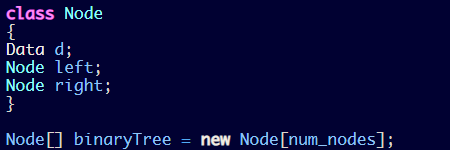 class Node
{
Data d;
Node left;
Node right;
}
Node[] binaryTree = new Node[num_nodes];